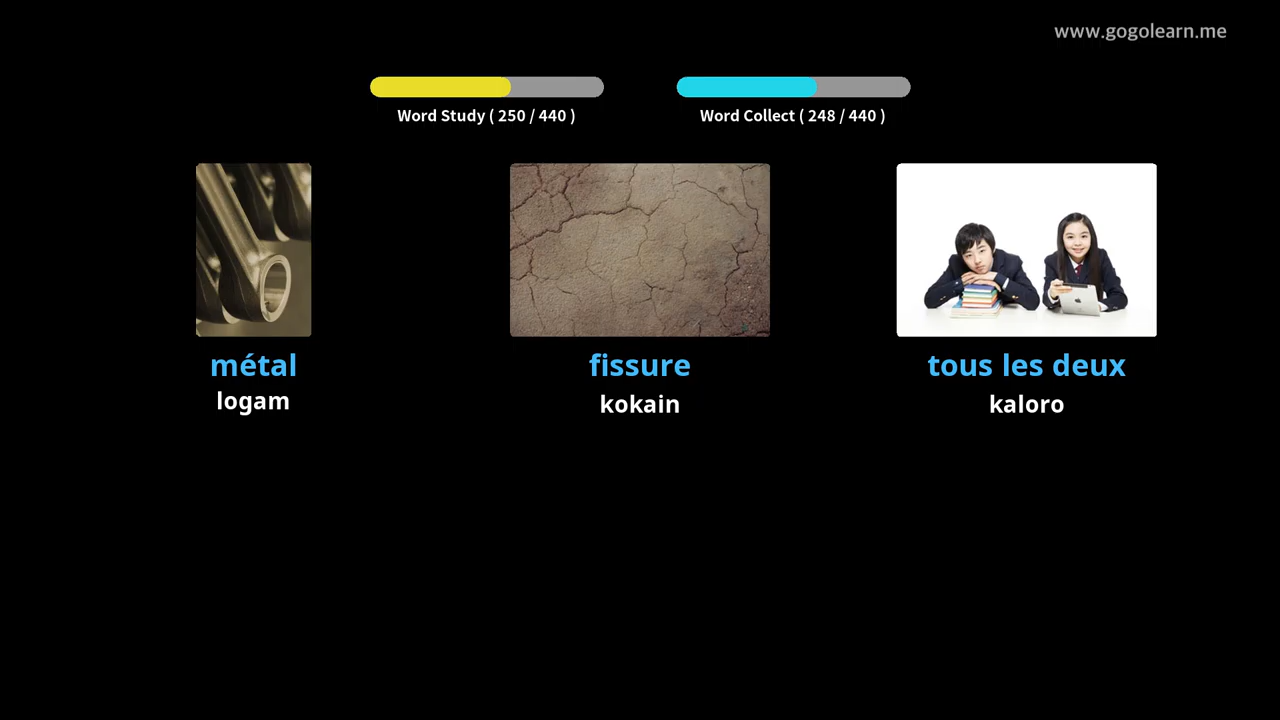 www.gogolearn.me
Word Study ( 250 / 440 )
Word Collect ( 248 / 440 )
métal
logam
fissure
kokain
tous les deux
kaloro